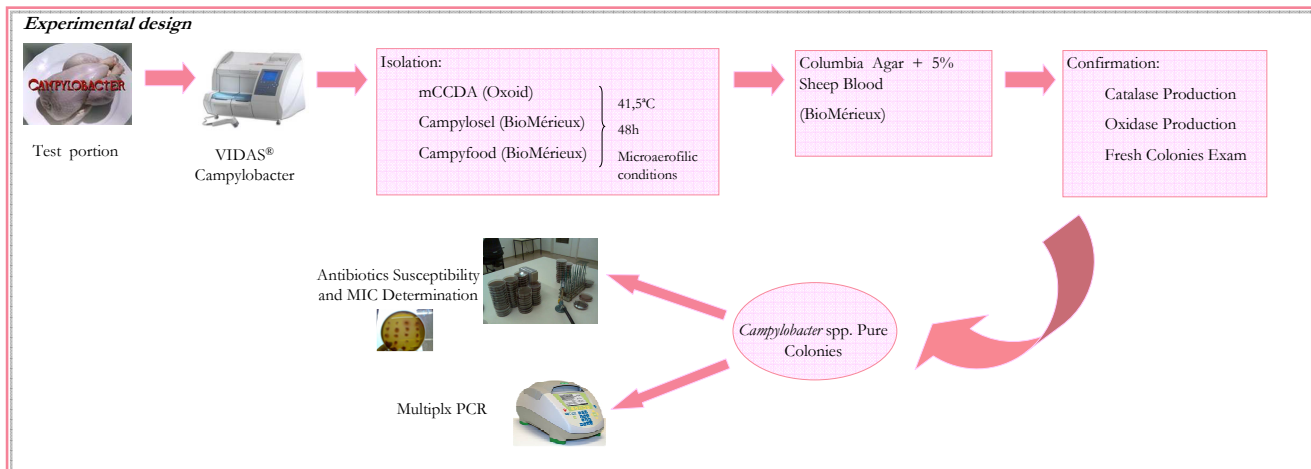 Experimental design
CAMPYLOBACTER
Test portion
VIDAS®
Campylobacter
Isolation:
mCCDA (Oxoid)
Campylosel (BioMérieux)
Campyfood (BioMérieux)
41,5ªC
48h
Microaerofilic
conditions
Columbia Agar + 5%
Sheep Blood
(BioMérieux)
Confirmation:
Catalase Production
Oxidase Production
Fresh Colonies Exam
Antibiotics Susceptibility
and MIC Determination
Campylobacter spp. Pure
Colonies
Multiplx PCR